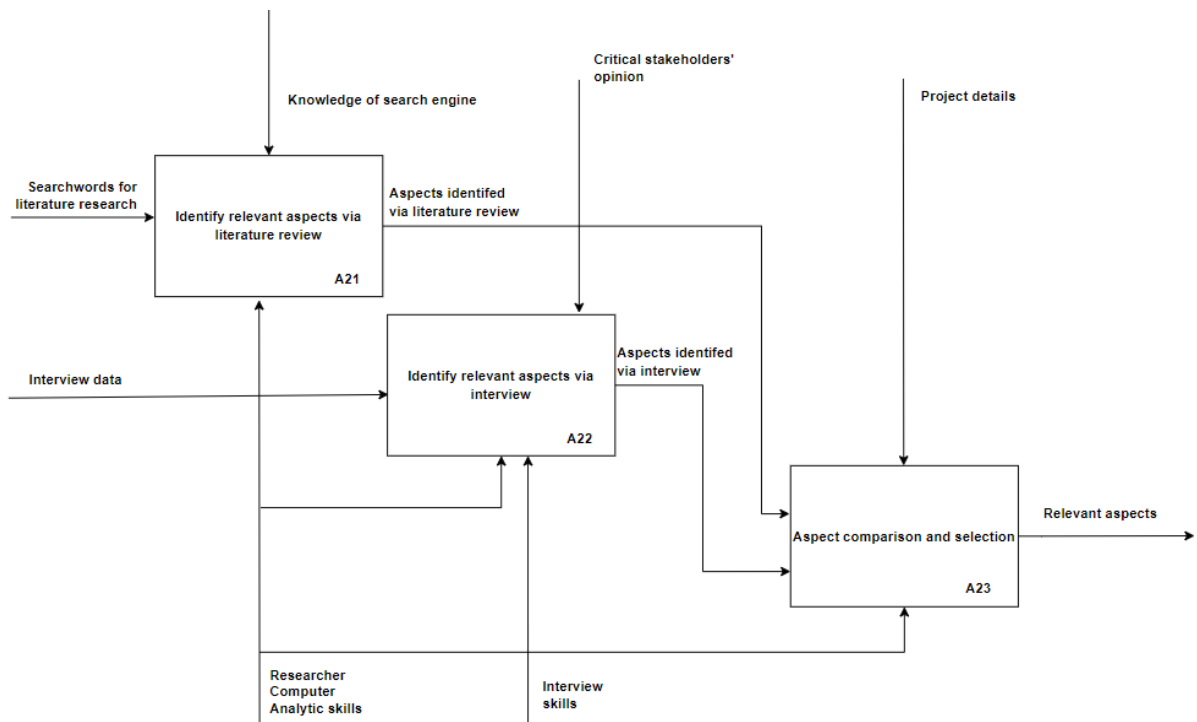 Critical stakeholders'
opinion
Knowledge of search engine
Project details
Searchwords for
literature research
Aspects identifed
via literature review
Identify relevant aspects via
literature review
A21
Interview data
Identify relevant aspects via
interview
A22
Aspects identifed
via interview
Relevant aspects
Aspect comparison and selection
A23
Researcher
Computer
Analytic skills
Interview
skills